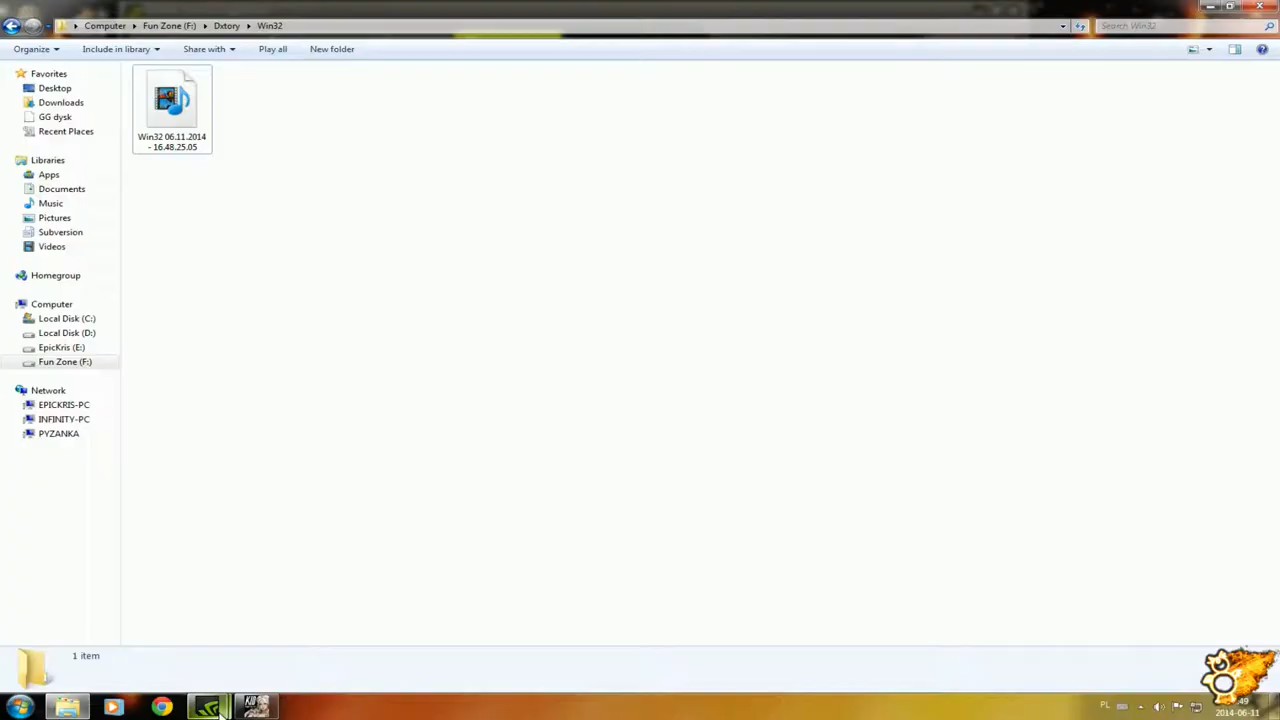 Computer Fun Zone (F:) Dxtory Win32
Search Win32
Organize Include in library Share with Play all New folder
Favorites
Desktop
Downloads
GG dysk
Recent Places
Libraries
Apps
Documents
Music
Pictures
Subversion
Videos
Homegroup
Computer
Local Disk (C:)
Local Disk (D:)
EpicKris (E:)
Fun Zone (F:)
Network
EPICKRIS-PC
INFINITY-PC
PYZANKA
Win32 06.11.2014
- 16.48.25.05
1 item
PL
:49
2014-06-11